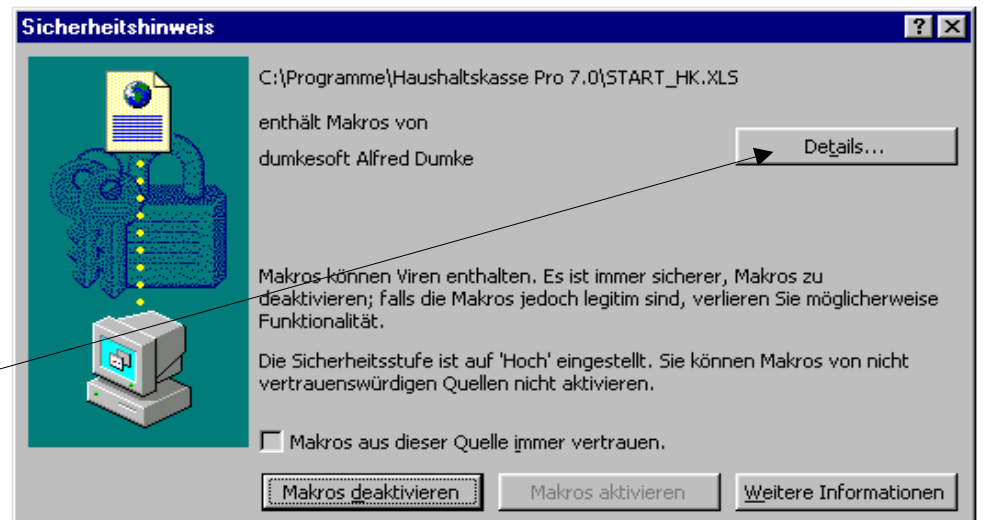 Sicherheitshinweis
C:\Programme\Haushaltskasse Pro 7.0\START_HK.XLS
enthält Makros von
dumkesoft Alfred Dumke
Details...
Makros können Viren enthalten. Es ist immer sicherer, Makros zu
deaktivieren; falls die Makros jedoch legitim sind, verlieren Sie möglicherweise
Funktionalität.
Die Sicherheitsstufe ist auf 'Hoch' eingestellt. Sie können Makros von nicht
vertrauenswürdigen Quellen nicht aktivieren.
Makros aus dieser Quelle immer vertrauen.
Makros deaktivieren
Makros aktivieren
Weitere Informationen